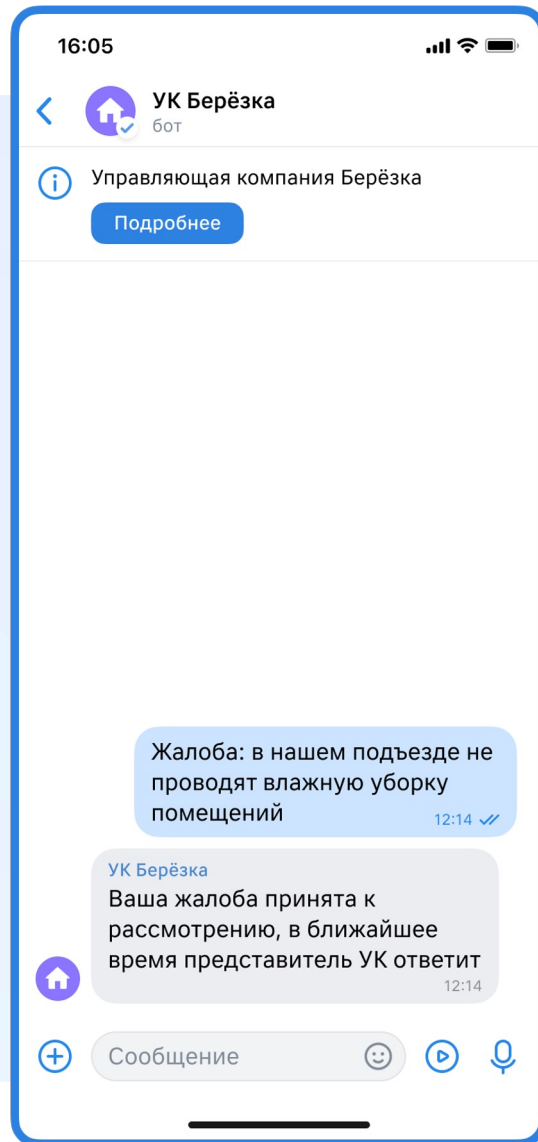 16:05
УК Берёзка
бот
Управляющая компания Берёзка
Подробнее
Жалоба: в нашем подъезде не
проводят влажную уборку
помещений
12:14
УК Берёзка
Ваша жалоба принята к
рассмотрению, в ближайшее
время представитель УК ответит
12:14
Сообщение